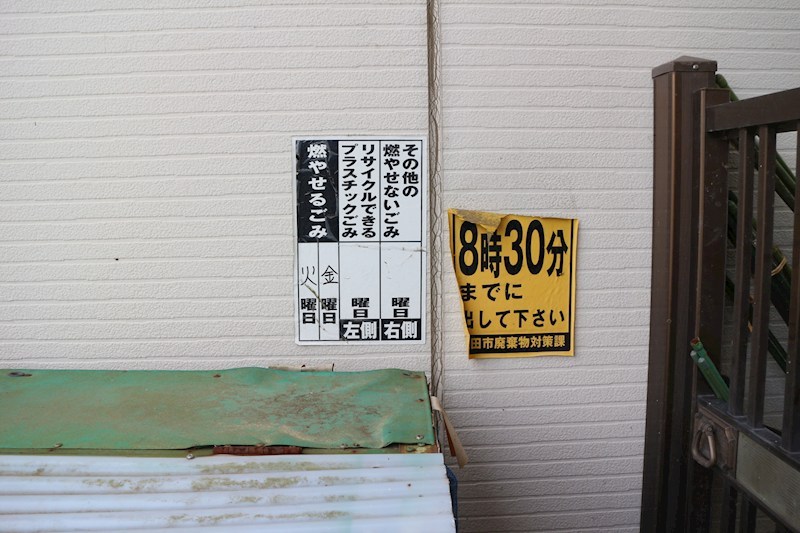 その他の
燃やせないごみ
曜日
右側
リサイクルできる
プラスチックごみ
曜日
左側
燃やせるごみ
火 曜日
金 曜日
8時30分
までに
出して下さい
田市廃棄物対策課